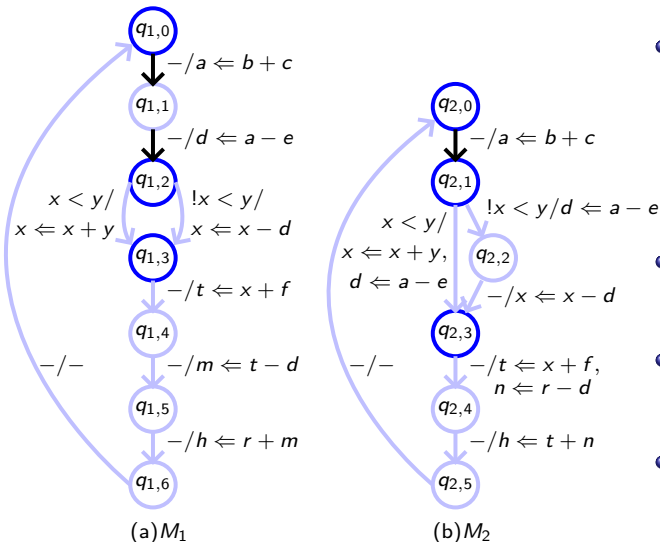 q1,0
−/a ⇐ b + c
q1,1
−/d ⇐ a − e
q1,2
x < y/
x ⇐ x + y
!x < y/
x ⇐ x − d
q1,3
−/t ⇐ x + f
q1,4
−/−
−/m ⇐ t − d
q1,5
−/h ⇐ r + m
q1,6
(a)M1
q2,0
−/a ⇐ b + c
q2,1
x < y/
x ⇐ x + y,
d ⇐ a − e
!x < y/d ⇐ a − e
q2,2
−/x ⇐ x − d
q2,3
−/−
−/t ⇐ x + f,
n ⇐ r − d
q2,4
−/h ⇐ t + n
q2,5
(b)M2